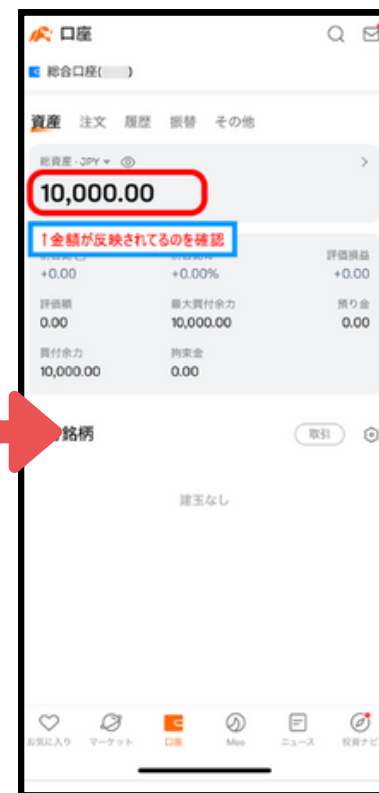 口座
総合口座( )
資産 注文 履歴 振替 その他
総資産・JPY
10,000.00
↑金額が反映されてるのを確認
評価損益
+0.00 +0.00% +0.00
評価額 最大買付余力 預り金
0.00 10,000.00 0.00
買付余力 拘束金
10,000.00 0.00
銘柄 取引
建玉なし
お気に入り マーケット 口座 Moo ニュース 投資ナビ